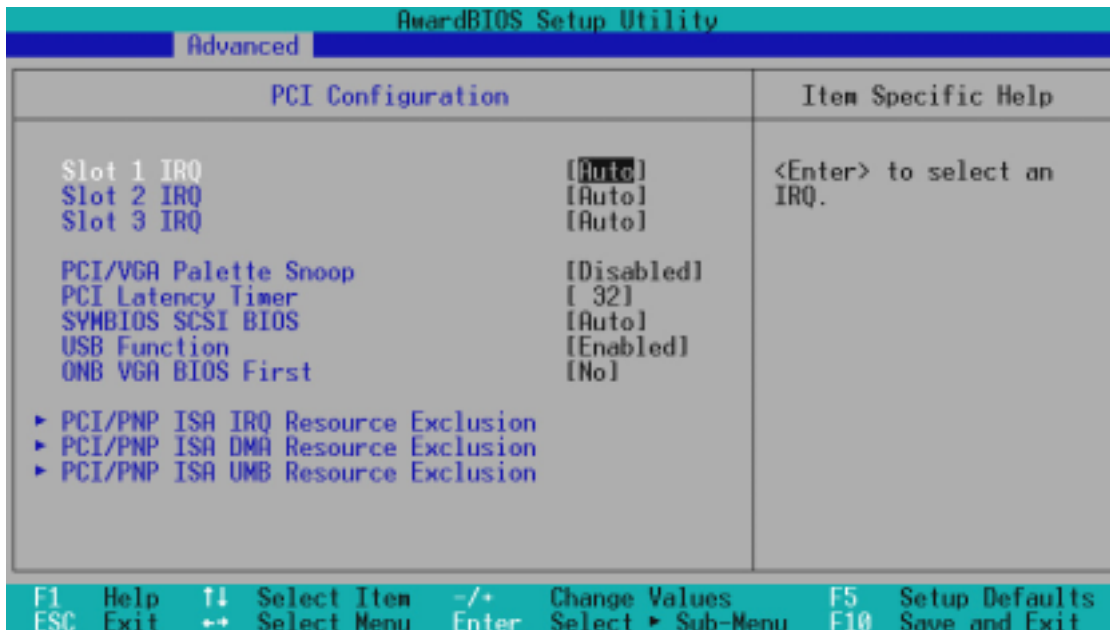 AwardBIOS Setup Utility
Advanced
PCI Configuration
Item Specific Help
Slot 1 IRQ [Auto]
Slot 2 IRQ [Auto]
Slot 3 IRQ [Auto]
<Enter> to select an
IRQ.
PCI/VGA Palette Snoop [Disabled]
PCI Latency Timer [ 32]
SYMBIOS SCSI BIOS [Auto]
USB Function [Enabled]
ONB VGA BIOS First [No]
► PCI/PNP ISA IRQ Resource Exclusion
► PCI/PNP ISA DMA Resource Exclusion
► PCI/PNP ISA UMB Resource Exclusion
F1 Help ↑↓ Select Item -/+ Change Values F5 Setup Defaults
ESC Exit ←→ Select Menu Enter Select ► Sub-Menu F10 Save and Exit